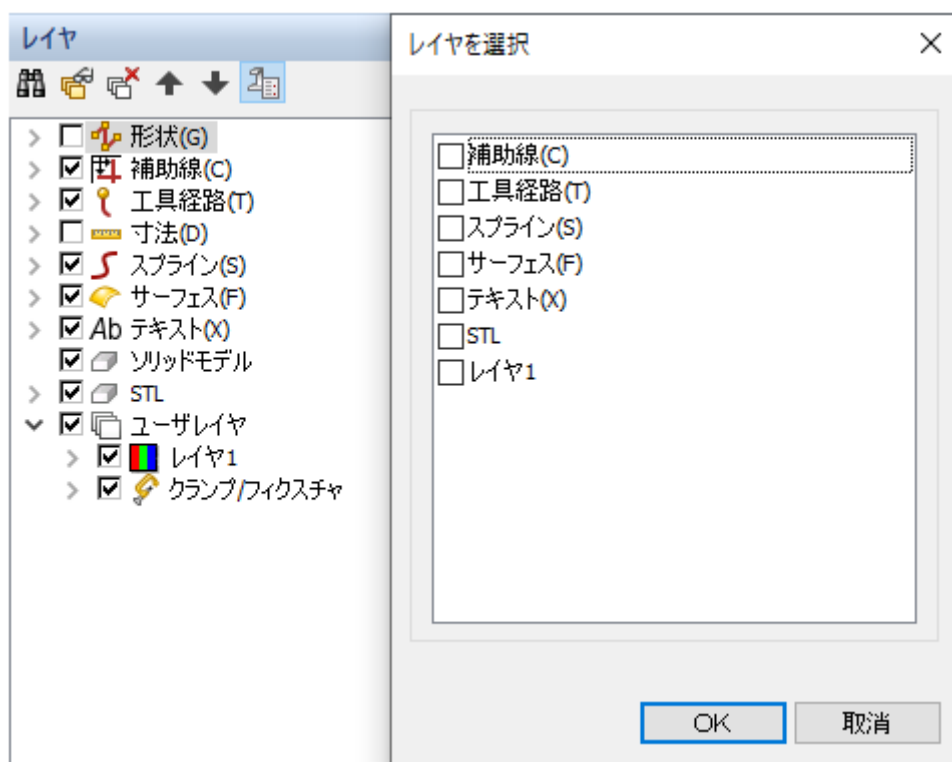 レイヤ
形状(G)
補助線(C)
工具経路(T)
寸法(D)
スプライン(S)
サーフェス(F)
Ab テキスト(X)
ソリッドモデル
STL
ユーザレイヤ
レイヤ1
クランプ/フィクスチャ
レイヤを選択
補助線(C)
工具経路(T)
スプライン(S)
サーフェス(F)
テキスト(X)
STL
レイヤ1
OK
取消